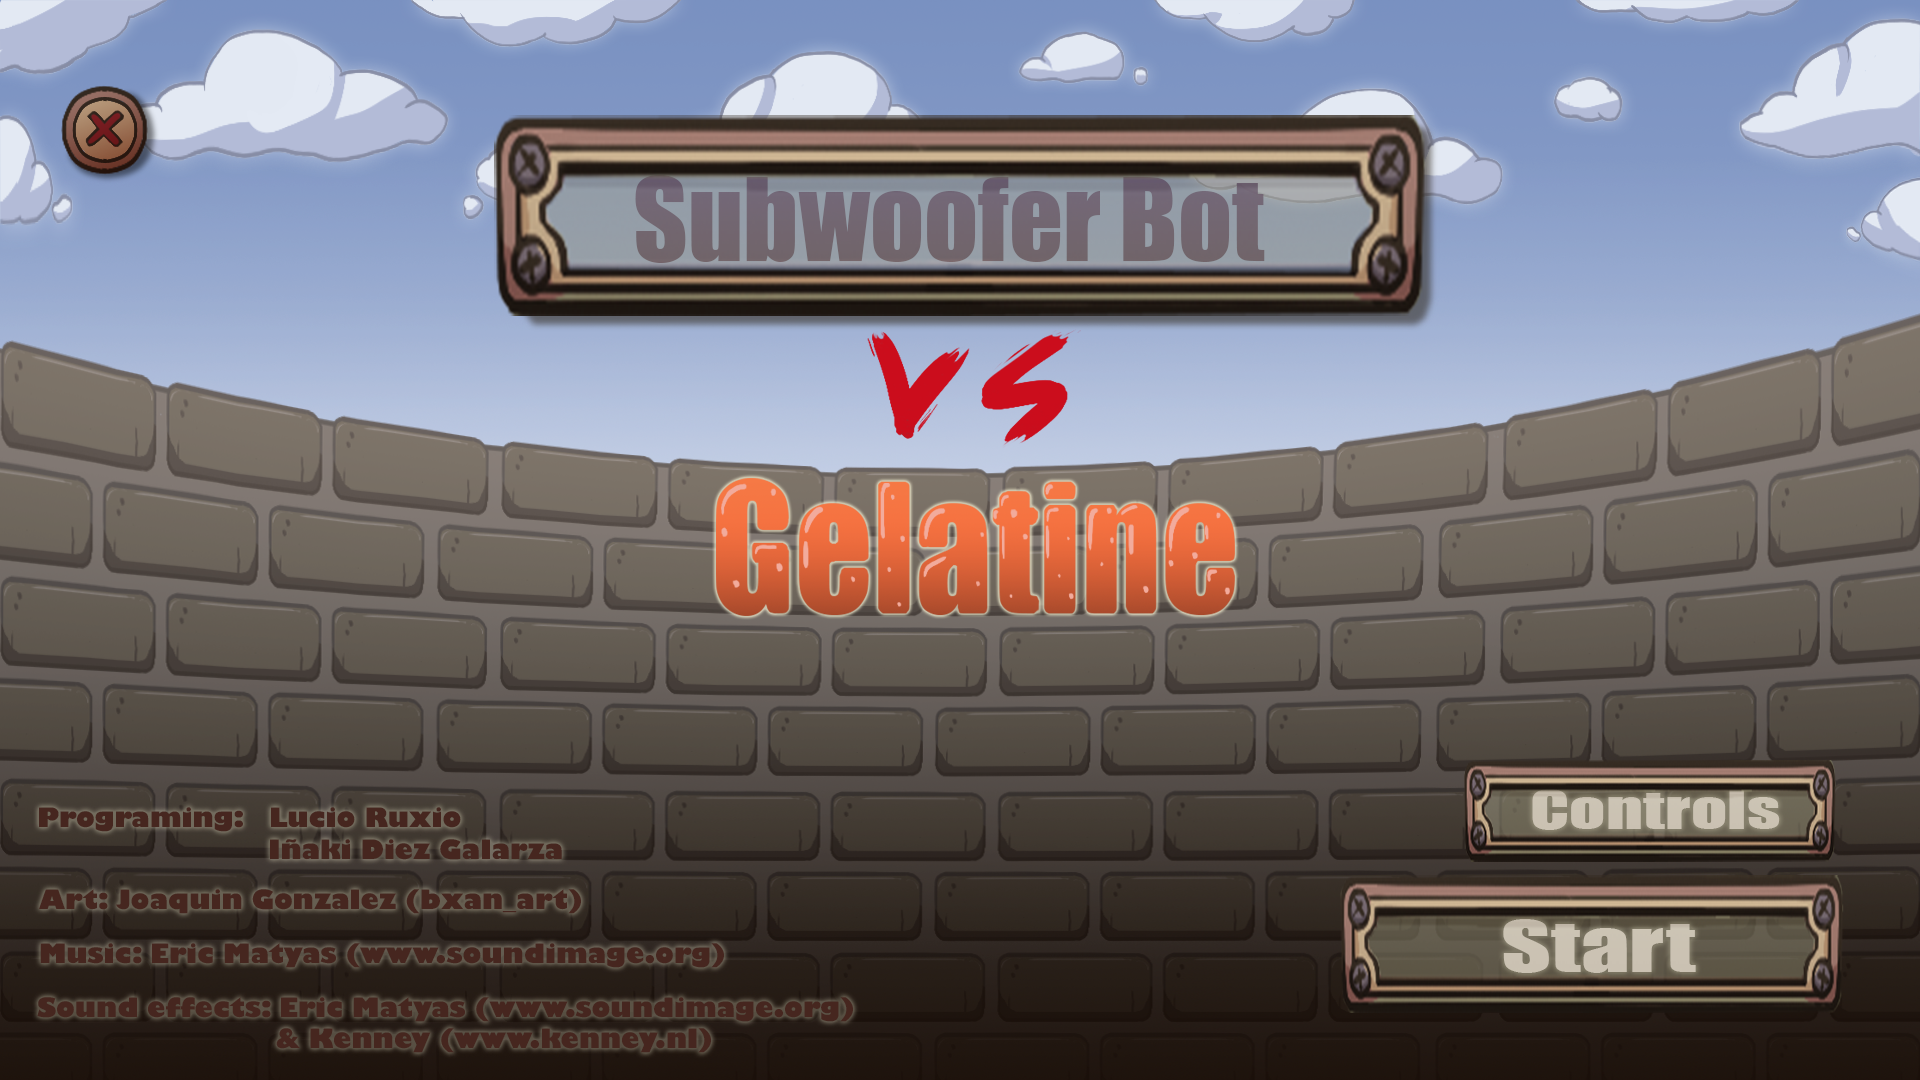 Subwoofer Bot
VS
Gelatine
Programing: Lucio Ruxio
Iñaki Diez Galarza
Art: Joaquin Gonzalez (bxan_art)
Music: Eric Matyas (www.soundimage.org)
Sound effects: Eric Matyas (www.soundimage.org)
& Kenney (www.kenney.nl)
Controls
Start